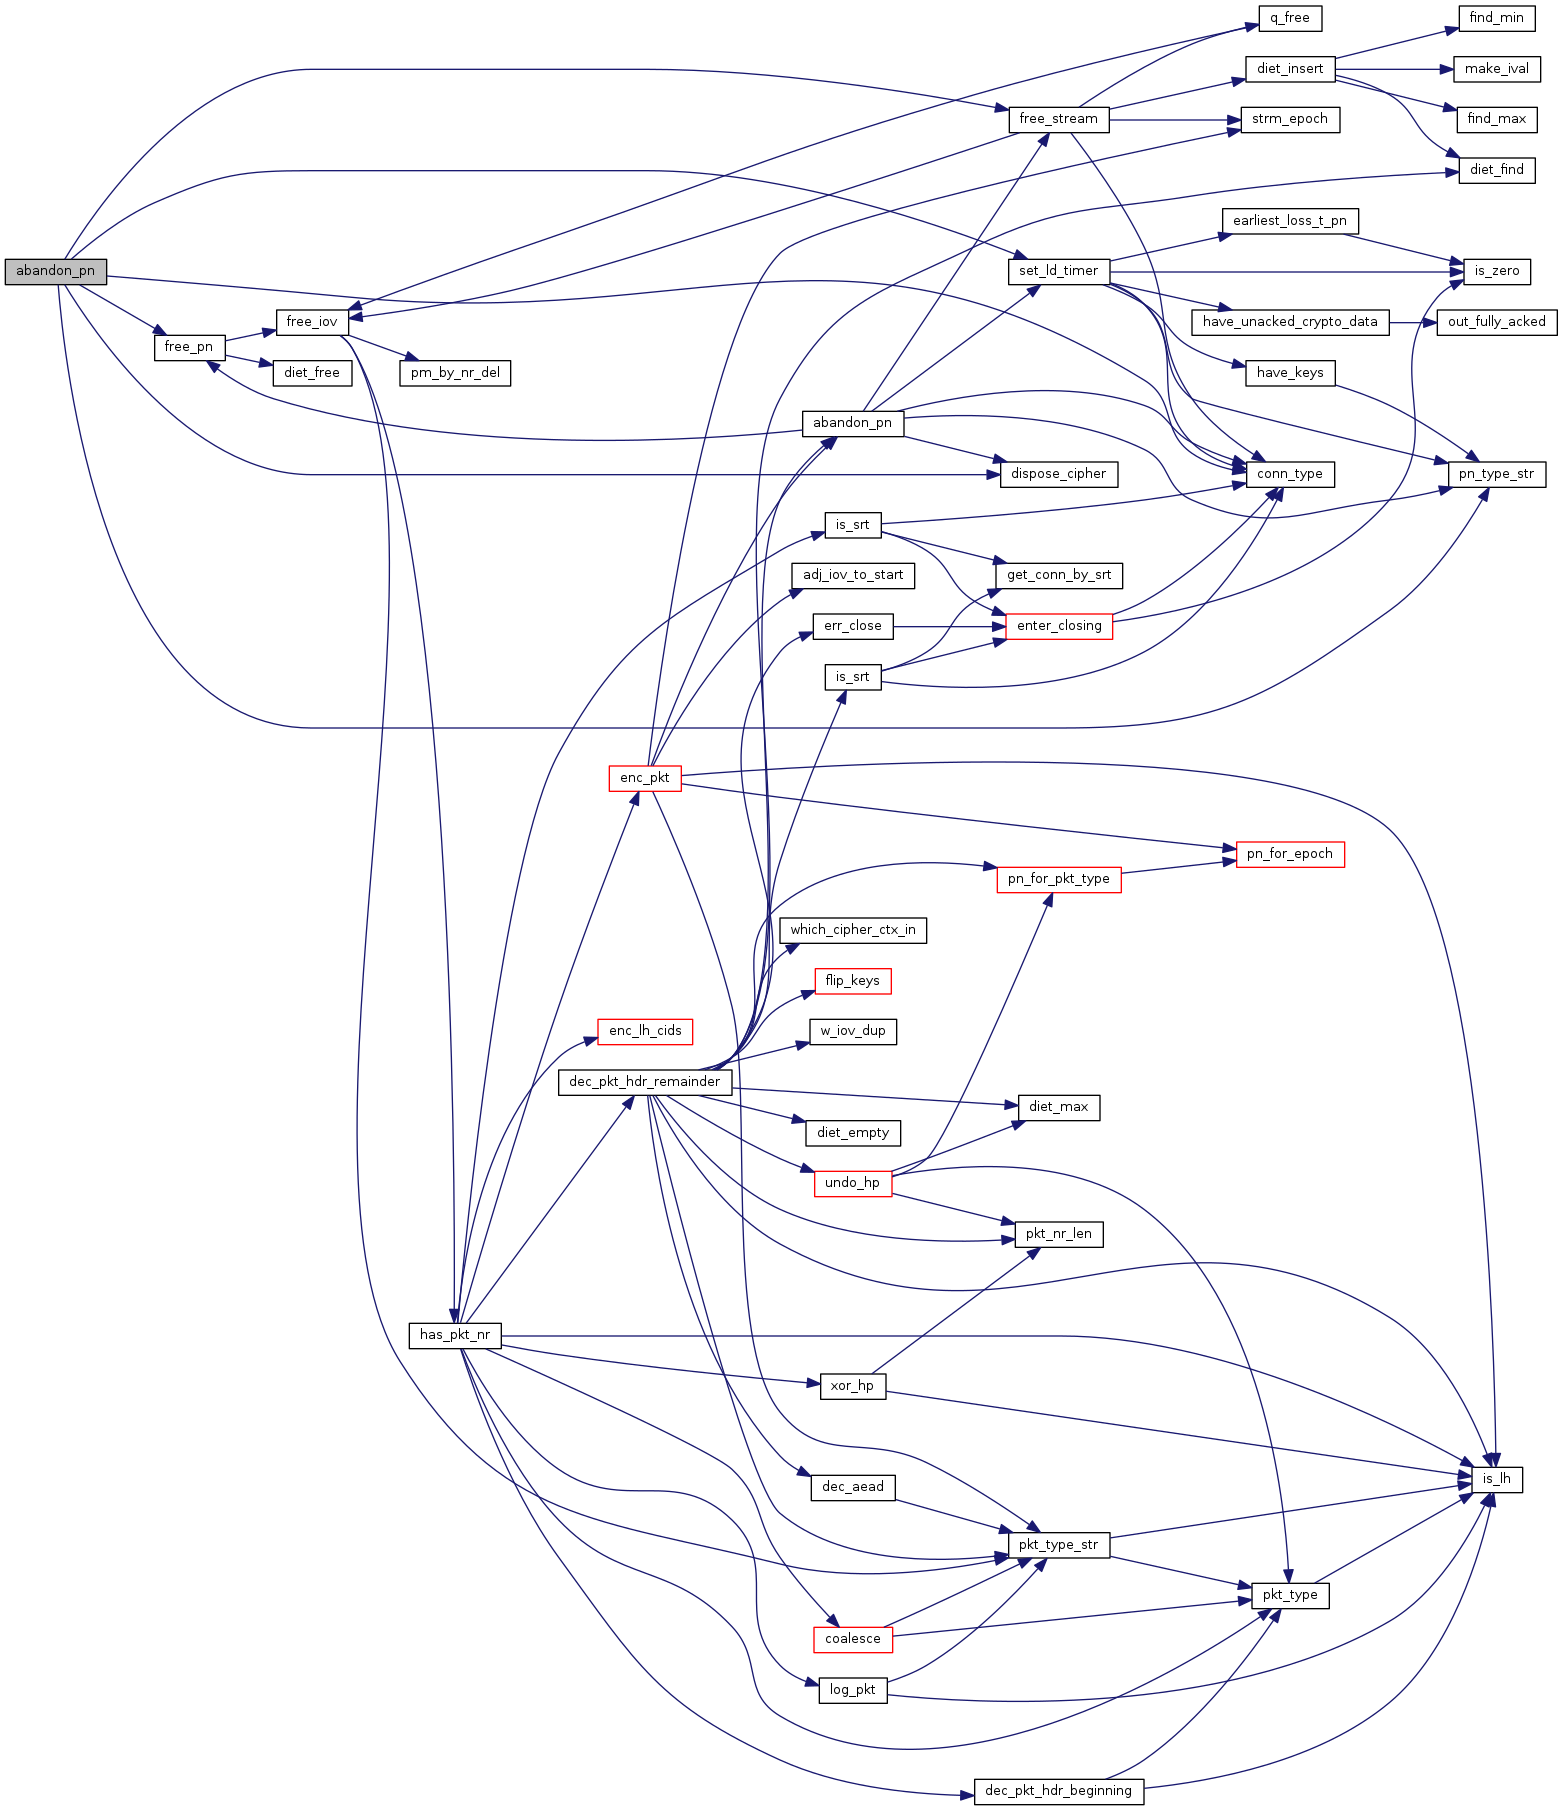 q_free
find_min
diet_insert
make_ival
free_stream
strm_epoch
find_max
diet_find
earliest_loss_t_pn
abandon_pn
set_ld_timer
is_zero
free_iov
have_unacked_crypto_data
out_fully_acked
free_pn
diet_free
pm_by_nr_del
have_keys
abandon_pn
dispose_cipher
conn_type
pn_type_str
is_srt
adj_iov_to_start
get_conn_by_srt
err_close
enter_closing
is_srt
enc_pkt
pn_for_epoch
pn_for_pkt_type
which_cipher_ctx_in
flip_keys
enc_lh_cids
w_iov_dup
dec_pkt_hdr_remainder
diet_max
diet_empty
undo_hp
pkt_nr_len
has_pkt_nr
xor_hp
is_lh
dec_aead
pkt_type_str
pkt_type
coalesce
log_pkt
dec_pkt_hdr_beginning